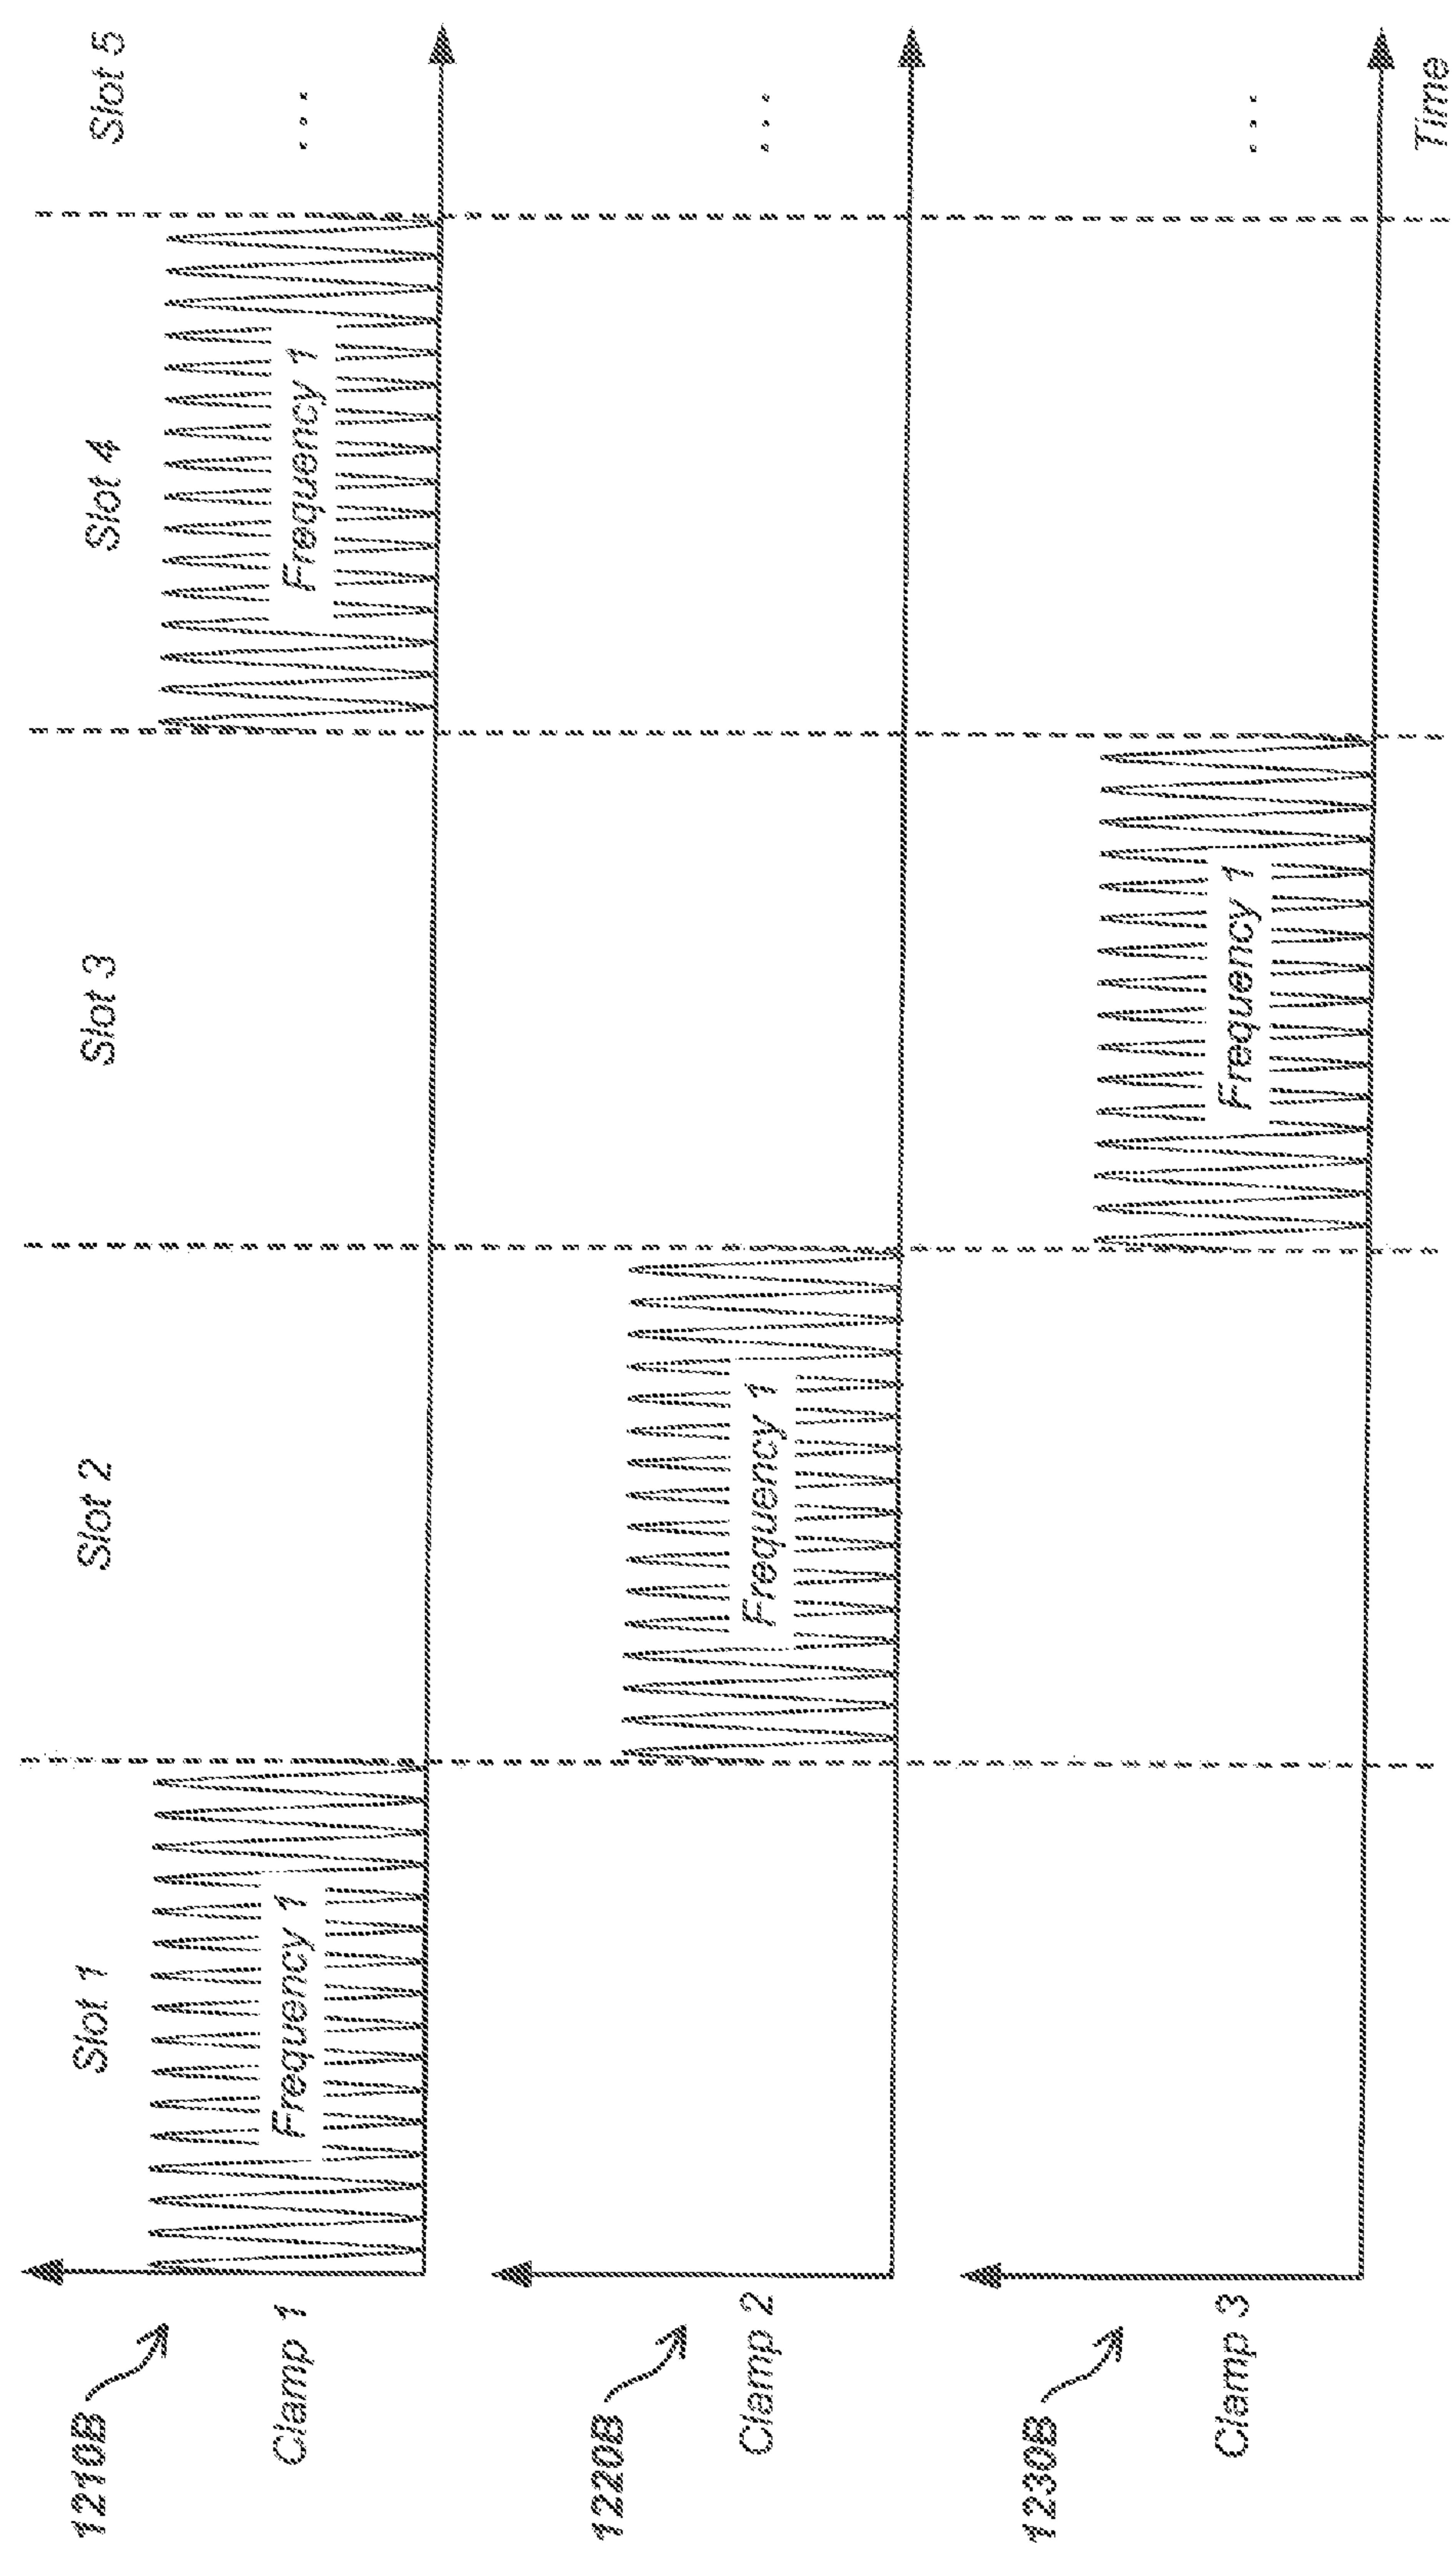 Slot 1
Slot 2
Slot 3
Slot 4
Slot 5
1210B
Clamp 1
Frequency 1
Frequency 1
...
1220B
Clamp 2
Frequency 1
...
1230B
Clamp 3
Frequency 1
...
Time